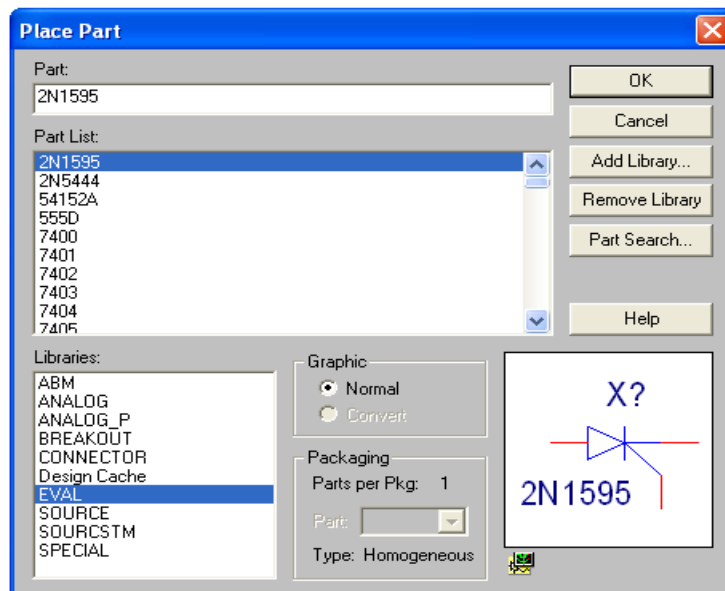 Place Part
Part:
2N1595
OK
Cancel
Part List:
Add Library...
2N1595
2N5444
54152A
555D
7400
7401
7402
7403
7404
7405
Remove Library
Part Search...
Help
Libraries:
ABM
ANALOG
ANALOG_P
BREAKOUT
CONNECTOR
Design Cache
EVAL
SOURCE
SOURCSTM
SPECIAL
Graphic
Normal
Convert
Packaging
Parts per Pkg: 1
Part:
Type: Homogeneous
X?
2N1595